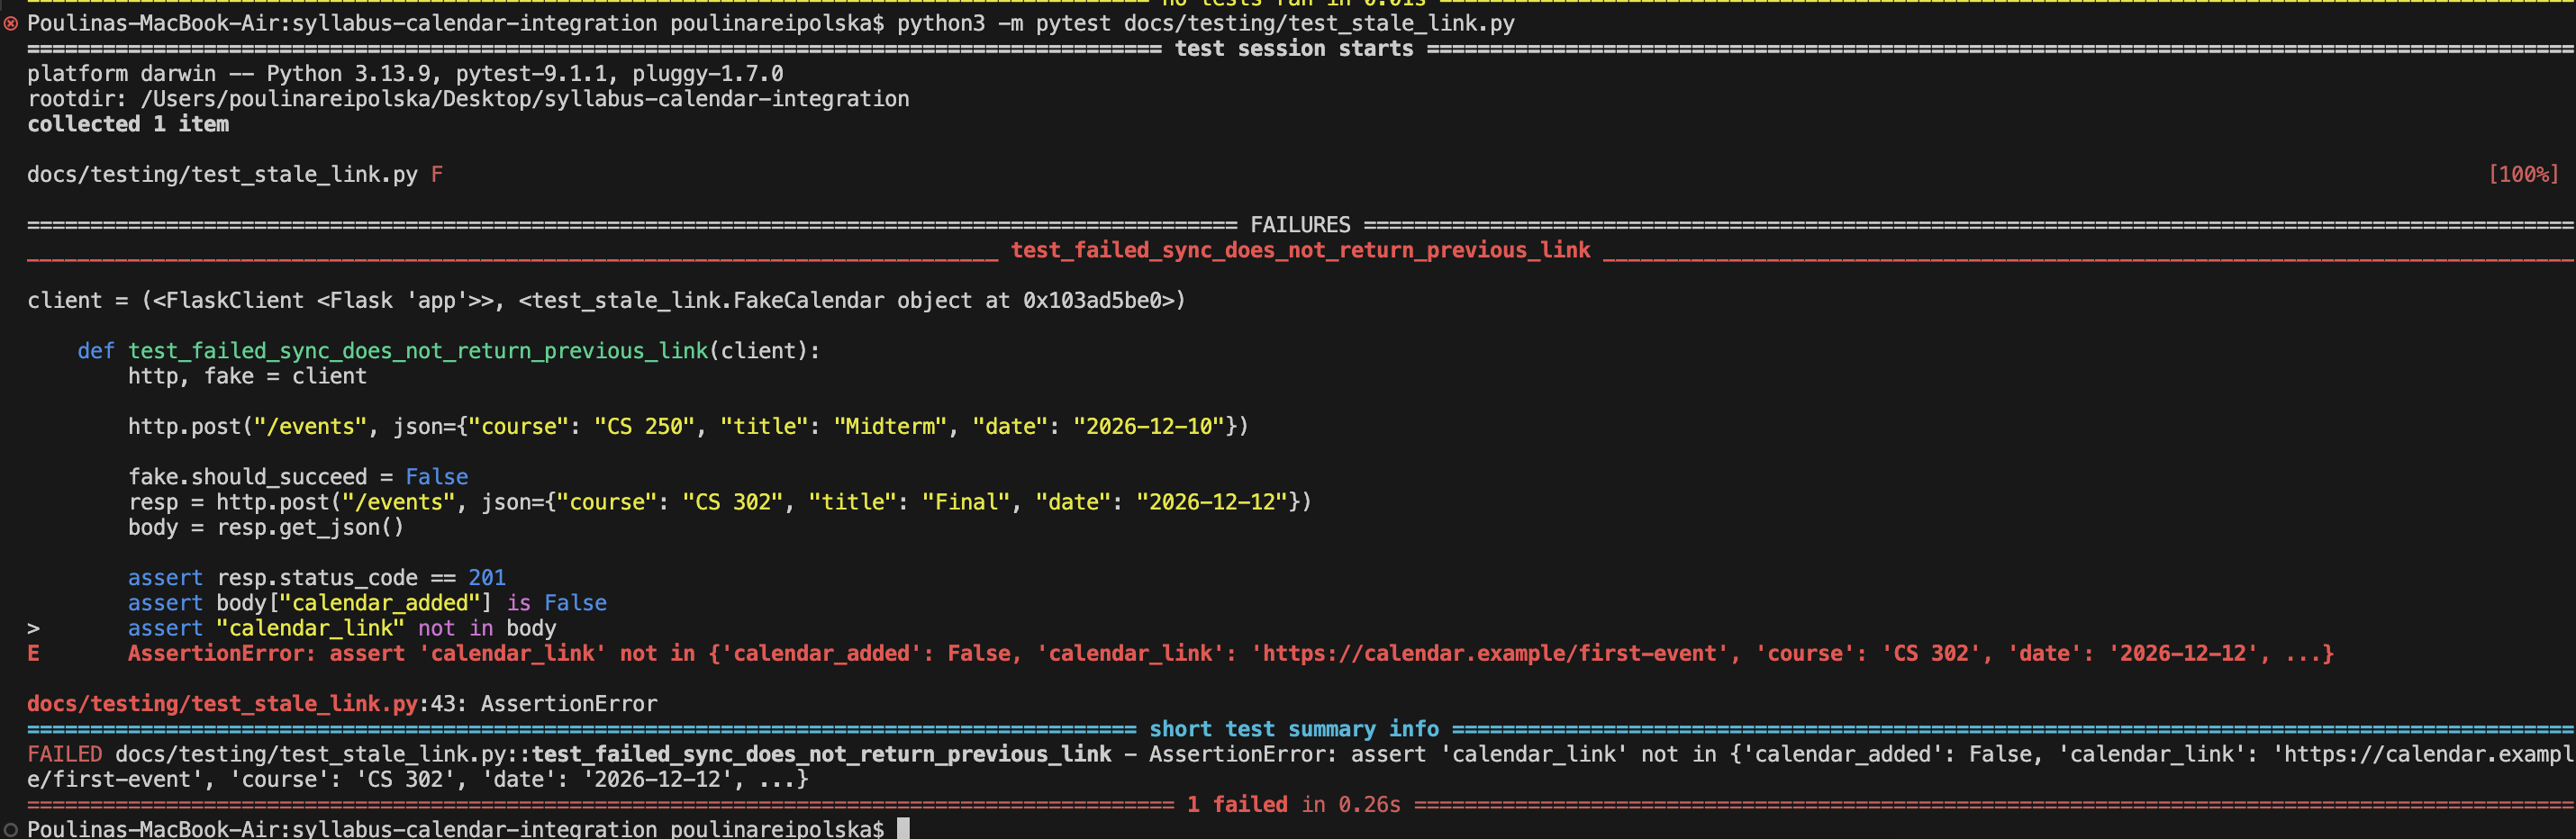 no tests ran in 0.01s
Poulinas-MacBook-Air:syllabus-calendar-integration poulinareipolska$ python3 -m pytest docs/testing/test_stale_link.py
test session starts
platform darwin -- Python 3.13.9, pytest-9.1.1, pluggy-1.7.0
rootdir: /Users/poulinareipolska/Desktop/syllabus-calendar-integration
collected 1 item
docs/testing/test_stale_link.py F [100%]
FAILURES
test_failed_sync_does_not_return_previous_link
client = (<FlaskClient <Flask 'app'>>, <test_stale_link.FakeCalendar object at 0x103ad5be0>)
def test_failed_sync_does_not_return_previous_link(client):
http, fake = client
http.post("/events", json={"course": "CS 250", "title": "Midterm", "date": "2026-12-10"})
fake.should_succeed = False
resp = http.post("/events", json={"course": "CS 302", "title": "Final", "date": "2026-12-12"})
body = resp.get_json()
assert resp.status_code == 201
assert body["calendar_added"] is False
> assert "calendar_link" not in body
E AssertionError: assert 'calendar_link' not in {'calendar_added': False, 'calendar_link': 'https://calendar.example/first-event', 'course': 'CS 302', 'date': '2026-12-12', ...}
docs/testing/test_stale_link.py:43: AssertionError
short test summary info
FAILED docs/testing/test_stale_link.py::test_failed_sync_does_not_return_previous_link - AssertionError: assert 'calendar_link' not in {'calendar_added': False, 'calendar_link': 'https://calendar.exampl
e/first-event', 'course': 'CS 302', 'date': '2026-12-12', ...}
1 failed in 0.26s
Poulinas-MacBook-Air:syllabus-calendar-integration poulinareipolska$